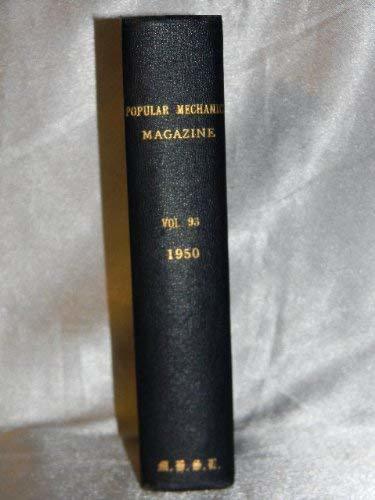 POPULAR MECHANIC
MAGAZINE
VOL. 93
1950
M. H. S. L.